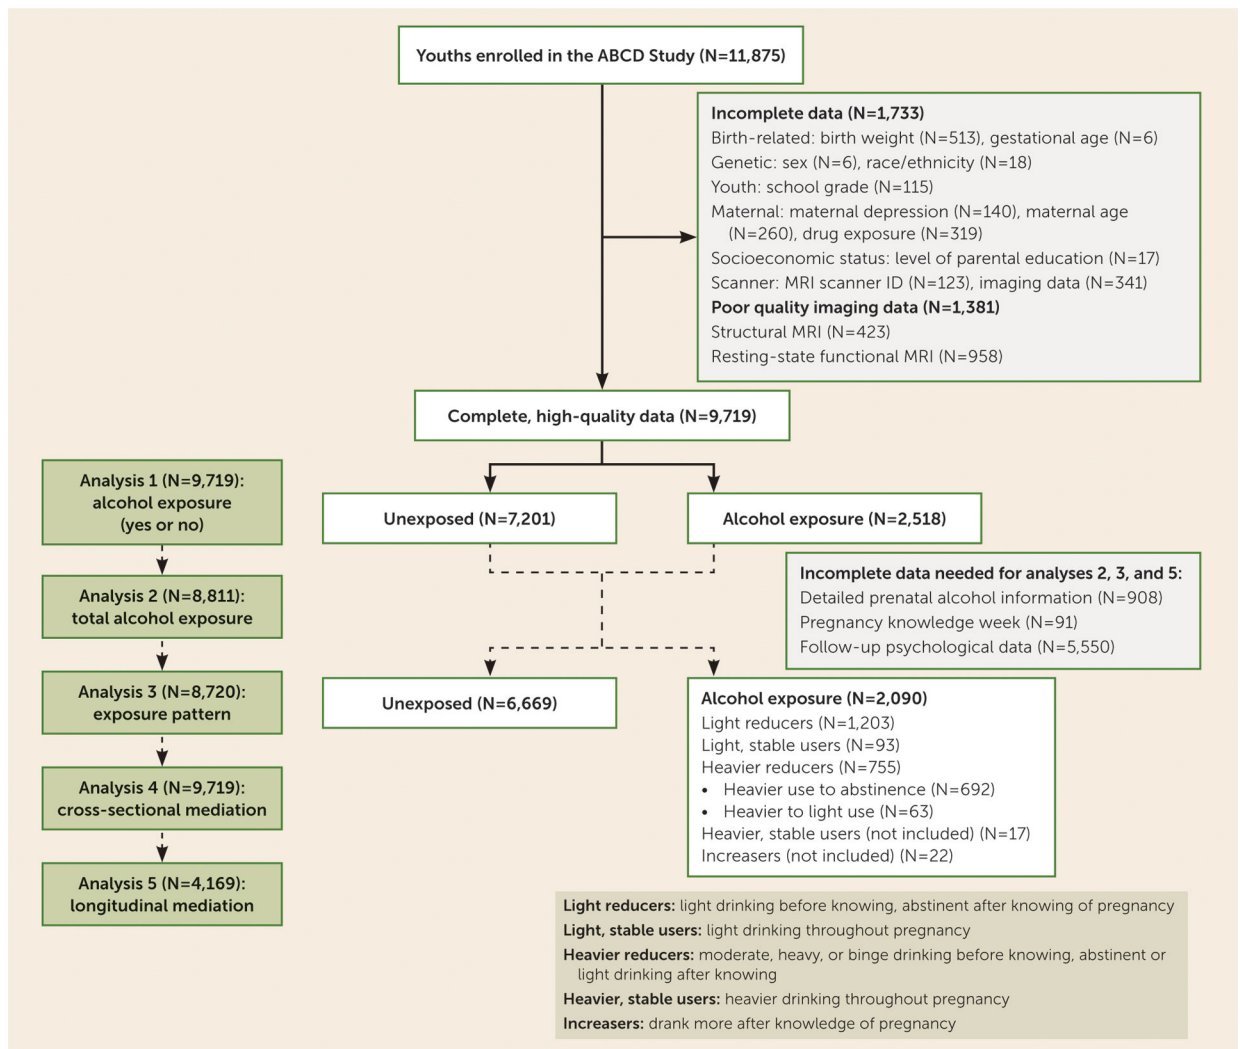 Youths enrolled in the ABCD Study (N=11,875)
Incomplete data (N=1,733)
Birth-related: birth weight (N=513), gestational age (N=6)
Genetic: sex (N=6), race/ethnicity (N=18)
Youth: school grade (N=115)
Maternal: maternal depression (N=140), maternal age
(N=260), drug exposure (N=319)
Socioeconomic status: level of parental education (N=17)
Scanner: MRI scanner ID (N=123), imaging data (N=341)
Poor quality imaging data (N=1,381)
Structural MRI (N=423)
Resting-state functional MRI (N=958)
Complete, high-quality data (N=9,719)
Analysis 1 (N=9,719):
alcohol exposure
(yes or no)
Analysis 2 (N=8,811):
total alcohol exposure
Analysis 3 (N=8,720):
exposure pattern
Analysis 4 (N=9,719):
cross-sectional mediation
Analysis 5 (N=4,169):
longitudinal mediation
Unexposed (N=7,201)
Alcohol exposure (N=2,518)
Incomplete data needed for analyses 2, 3, and 5:
Detailed prenatal alcohol information (N=908)
Pregnancy knowledge week (N=91)
Follow-up psychological data (N=5,550)
Unexposed (N=6,669)
Alcohol exposure (N=2,090)
Light reducers (N=1,203)
Light, stable users (N=93)
Heavier reducers (N=755)
• Heavier use to abstinence (N=692)
• Heavier to light use (N=63)
Heavier, stable users (not included) (N=17)
Increasers (not included) (N=22)
Light reducers: light drinking before knowing, abstinent after knowing of pregnancy
Light, stable users: light drinking throughout pregnancy
Heavier reducers: moderate, heavy, or binge drinking before knowing, abstinent or
light drinking after knowing
Heavier, stable users: heavier drinking throughout pregnancy
Increasers: drank more after knowledge of pregnancy